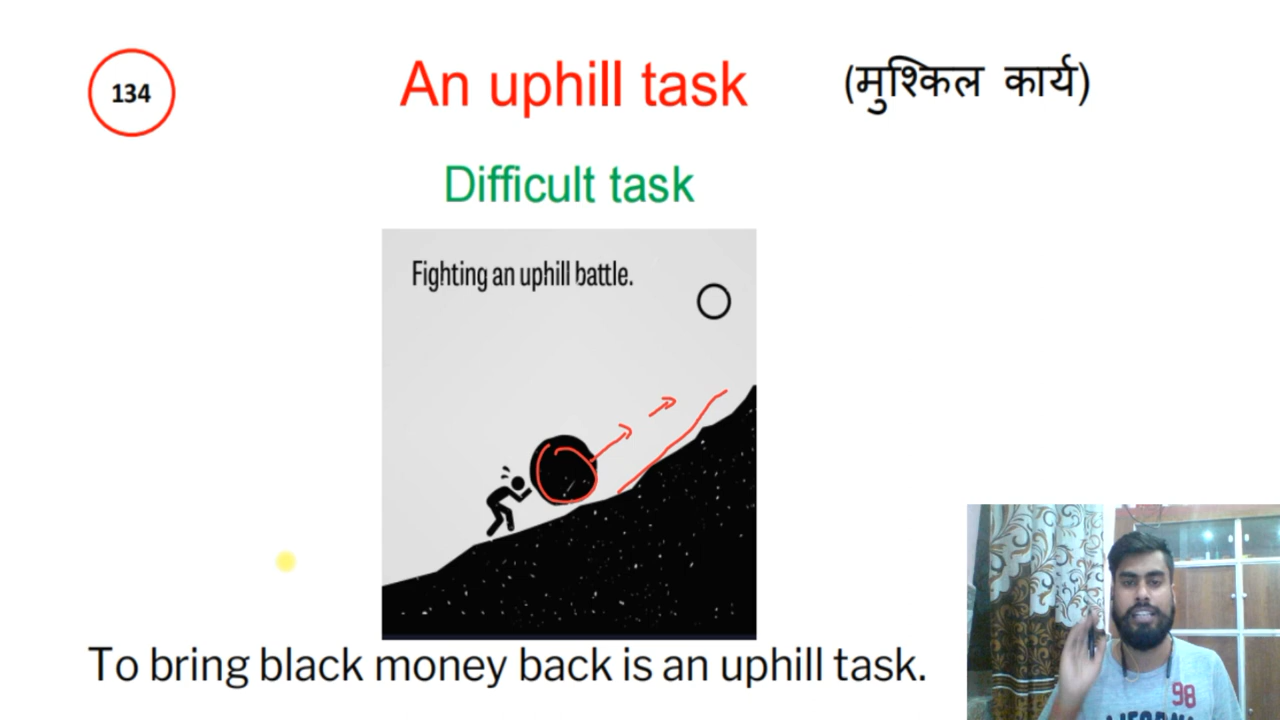 134
An uphill task (मुश्किल कार्य)
Difficult task
Fighting an uphill battle.
To bring black money back is an uphill task.
98